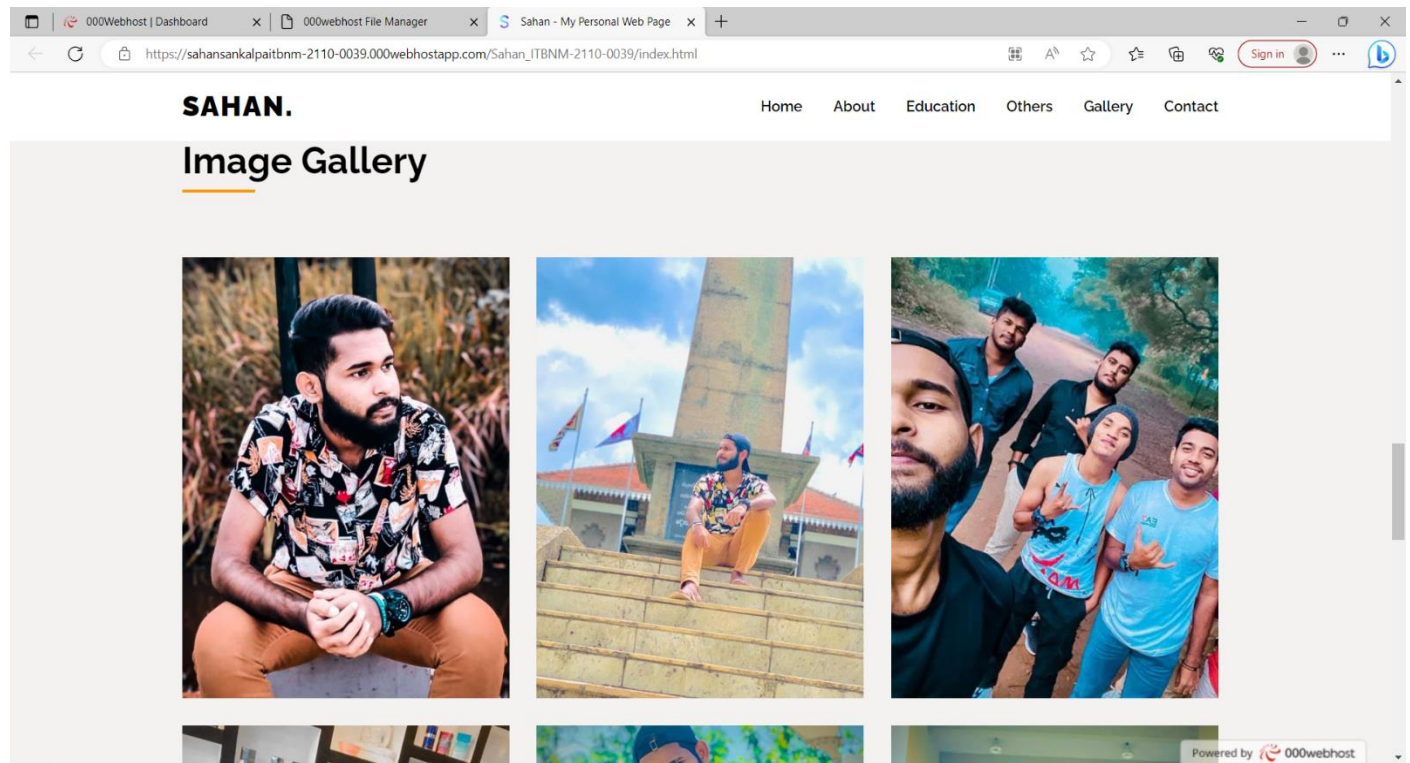 000Webhost | Dashboard
000webhost File Manager
Sahan - My Personal Web Page
https://sahansankalpaitbnm-2110-0039.000webhostapp.com/Sahan_ITBNM-2110-0039/index.html
Sign in
SAHAN.
Home About Education Others Gallery Contact
Image Gallery
Powered by 000webhost